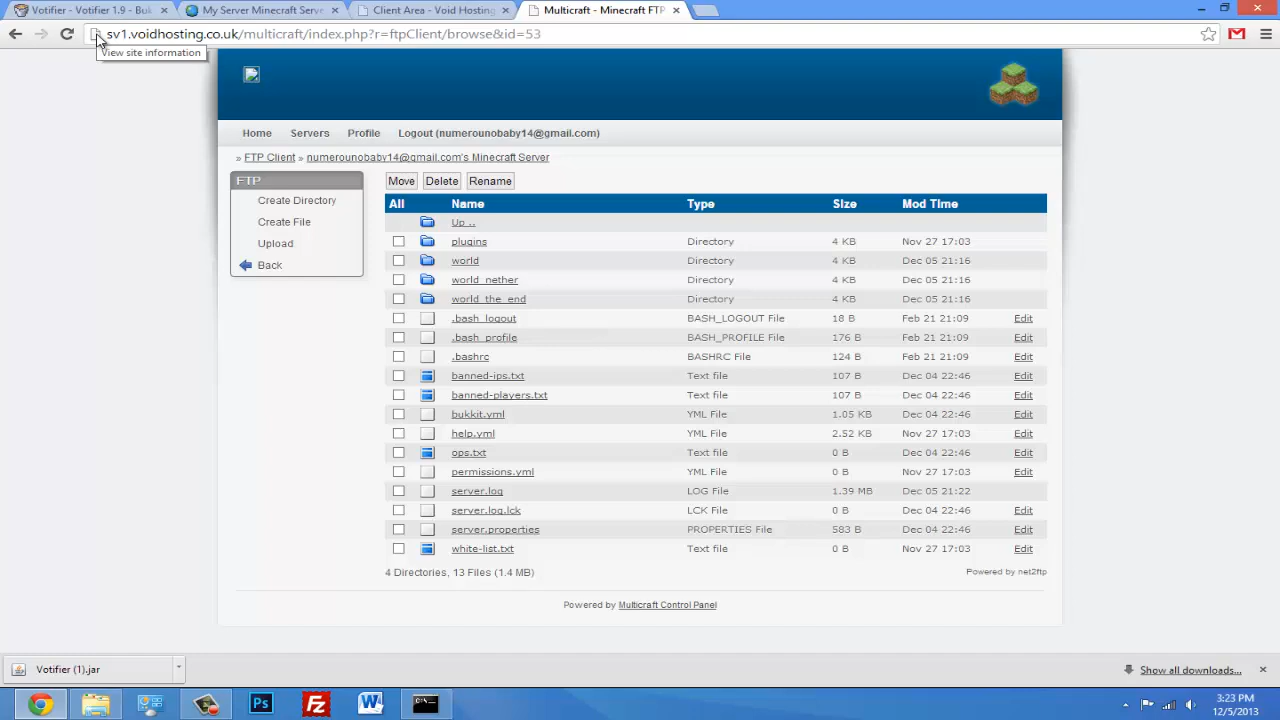 Votifier - Votifier 1.9 - Bu × My Server Minecraft Serve × Client Area - Void Hosting × Multicraft - Minecraft FTP ×
sv1.voidhosting.co.uk/multicraft/index.php?r=ftpClient/browse&id=53
View site information
Home Servers Profile Logout (numerounobaby14@gmail.com)
» FTP Client » numerounobaby14@gmail.com's Minecraft Server
FTP
Create Directory
Create File
Upload
Back
Move Delete Rename
All Name Type Size Mod Time
Up ..
plugins Directory 4 KB Nov 27 17:03
world Directory 4 KB Dec 05 21:16
world_nether Directory 4 KB Dec 05 21:16
world_the_end Directory 4 KB Dec 05 21:16
.bash_logout BASH_LOGOUT File 18 B Feb 21 21:09 Edit
.bash_profile BASH_PROFILE File 176 B Feb 21 21:09 Edit
.bashrc BASHRC File 124 B Feb 21 21:09 Edit
banned-ips.txt Text file 107 B Dec 04 22:46 Edit
banned-players.txt Text file 107 B Dec 04 22:46 Edit
bukkit.yml YML File 1.05 KB Dec 04 22:46 Edit
help.yml YML File 2.52 KB Nov 27 17:03 Edit
ops.txt Text file 0 B Dec 04 22:46 Edit
permissions.yml YML File 0 B Nov 27 17:03 Edit
server.log LOG File 1.39 MB Dec 05 21:22
server.log.lck LCK File 0 B Dec 04 22:46 Edit
server.properties PROPERTIES File 583 B Dec 04 22:46 Edit
white-list.txt Text file 0 B Nov 27 17:03 Edit
4 Directories, 13 Files (1.4 MB) Powered by net2ftp
Powered by Multicraft Control Panel
Votifier (1).jar Show all downloads...
Ps Fz W C:\.
3:23 PM
12/5/2013